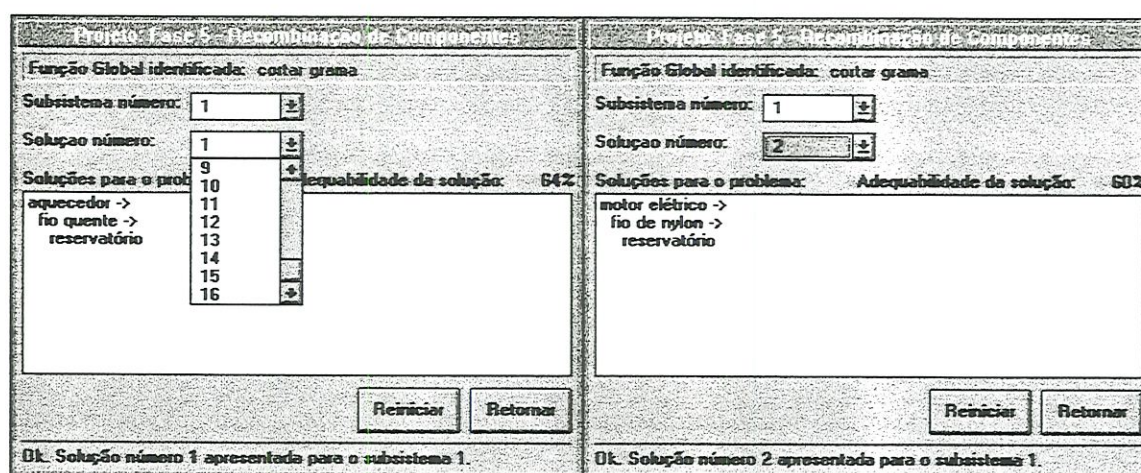 Projeto: Fase 5 - Recombinação de Componentes
Função Global identificada: cortar grama
Subsistema número: 1
Solução número: 1
9
10
11
12
13
14
15
16
Soluções para o prob
lequabilidade da solução: 64%
aquecedor ->
fio quente ->
reservatório
Reiniciar Retornar
Ok. Solução número 1 apresentada para o subsistema 1.
Projeto: Fase 5 - Recombinação de Componentes
Função Global identificada: cortar grama
Subsistema número: 1
Soluçao número: 2
Soluções para o problema: Adequabilidade da solução: 60%
motor elétrico ->
fio de nylon ->
reservatório
Reiniciar Retornar
Ok. Solução número 2 apresentada para o subsistema 1.